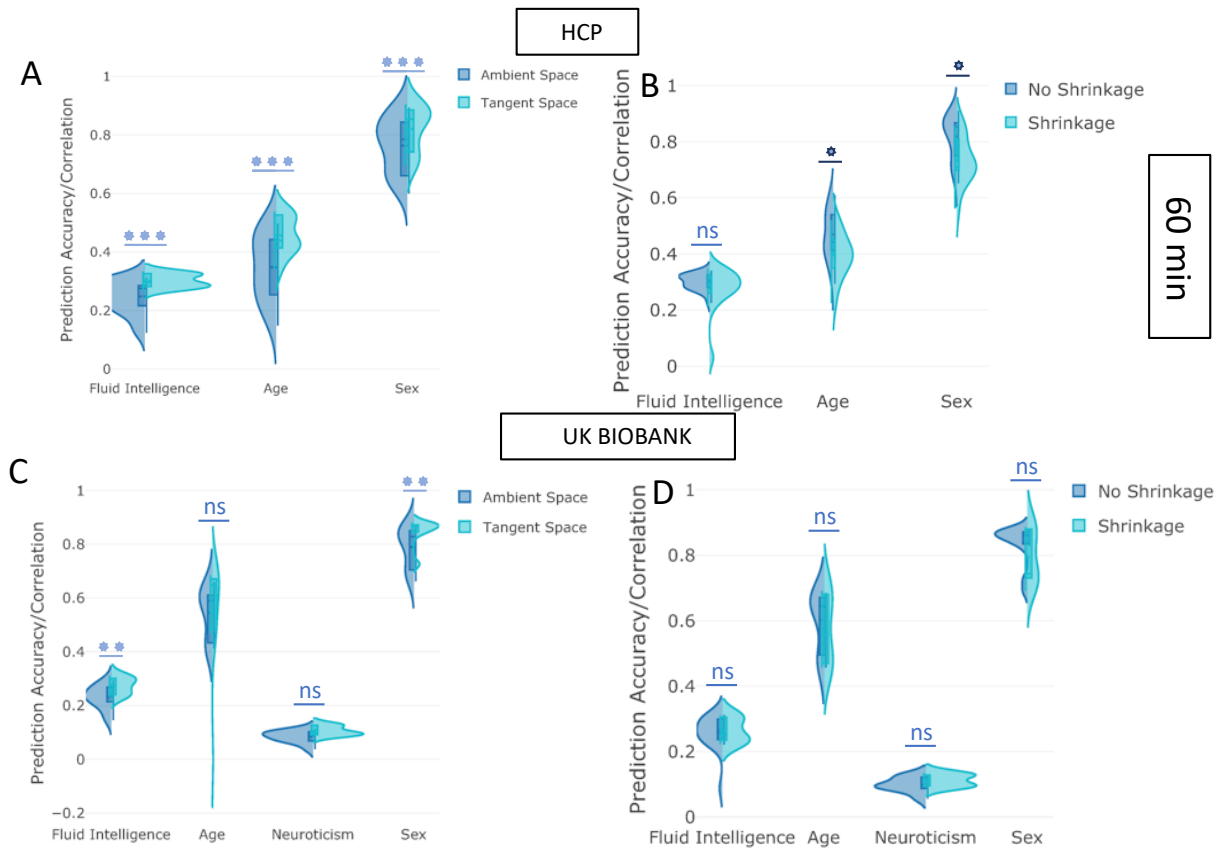 HCP
A
Ambient Space
Tangent Space
Prediction Accuracy/Correlation
1
0.8
0.6
0.4
0.2
0
Fluid Intelligence
Age
Sex
B
No Shrinkage
Shrinkage
Prediction Accuracy/Correlation
1
0.8
0.6
0.4
0.2
0
ns
Fluid Intelligence
Age
Sex
60 min
UK BIOBANK
C
Ambient Space
Tangent Space
Prediction Accuracy/Correlation
1
0.8
0.6
0.4
0.2
0
−0.2
ns
ns
Fluid Intelligence
Age
Neuroticism
Sex
D
No Shrinkage
Shrinkage
Prediction Accuracy/Correlation
1
0.8
0.6
0.4
0.2
0
ns
ns
ns
ns
Fluid Intelligence
Age
Neuroticism
Sex